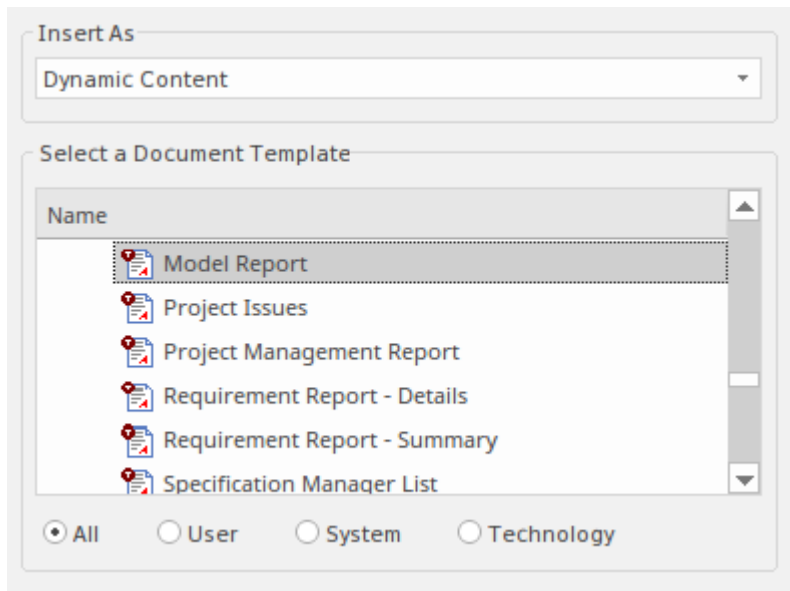 Insert As
Dynamic Content
Select a Document Template
Name
Model Report
Project Issues
Project Management Report
Requirement Report - Details
Requirement Report - Summary
Specification Manager List
All User System Technology